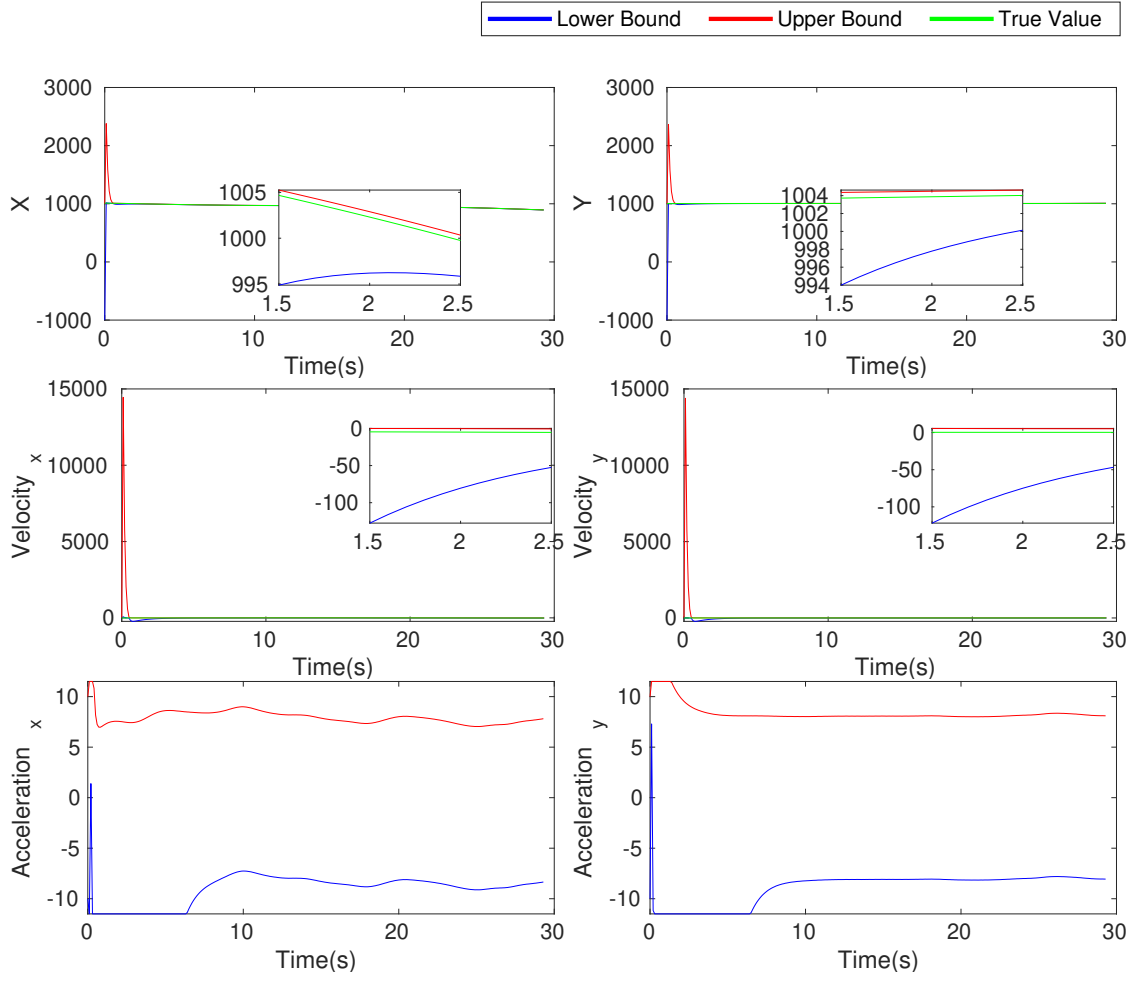 Lower Bound Upper Bound True Value
3000 3000
2000 2000
1005 1004
1000 1000 1002
1000 1000
998
0 0 996
995 994
1.5 2 2.5 1.5 2 2.5
-1000 -1000
0 10 20 30 0 10 20 30
X Y
Time(s) Time(s)
15000 15000
0 0
10000 -50 10000 -50
-100 -100
5000 1.5 2 2.5 5000 1.5 2 2.5
0 0
0 10 20 30 0 10 20 30
Velocity x Velocity y
Time(s) Time(s)
10 10
5 5
0 0
-5 -5
-10 -10
0 10 20 30 0 10 20 30
Acceleration x Acceleration y
Time(s) Time(s)